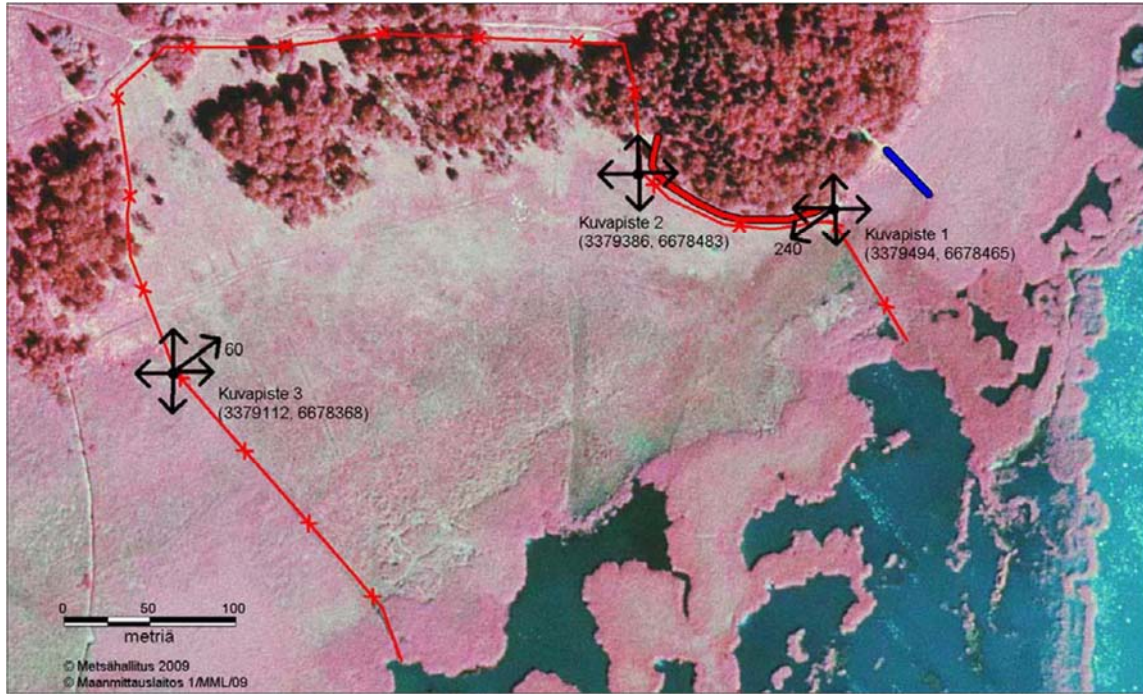 Kuvapiste 2
(3379386, 6678483)
240
Kuvapiste 1
(3379494, 6678465)
60
Kuvapiste 3
(3379112, 6678368)
0 50 100
metriä
© Metsähallitus 2009
© Maanmittauslaitos 1/MML/09